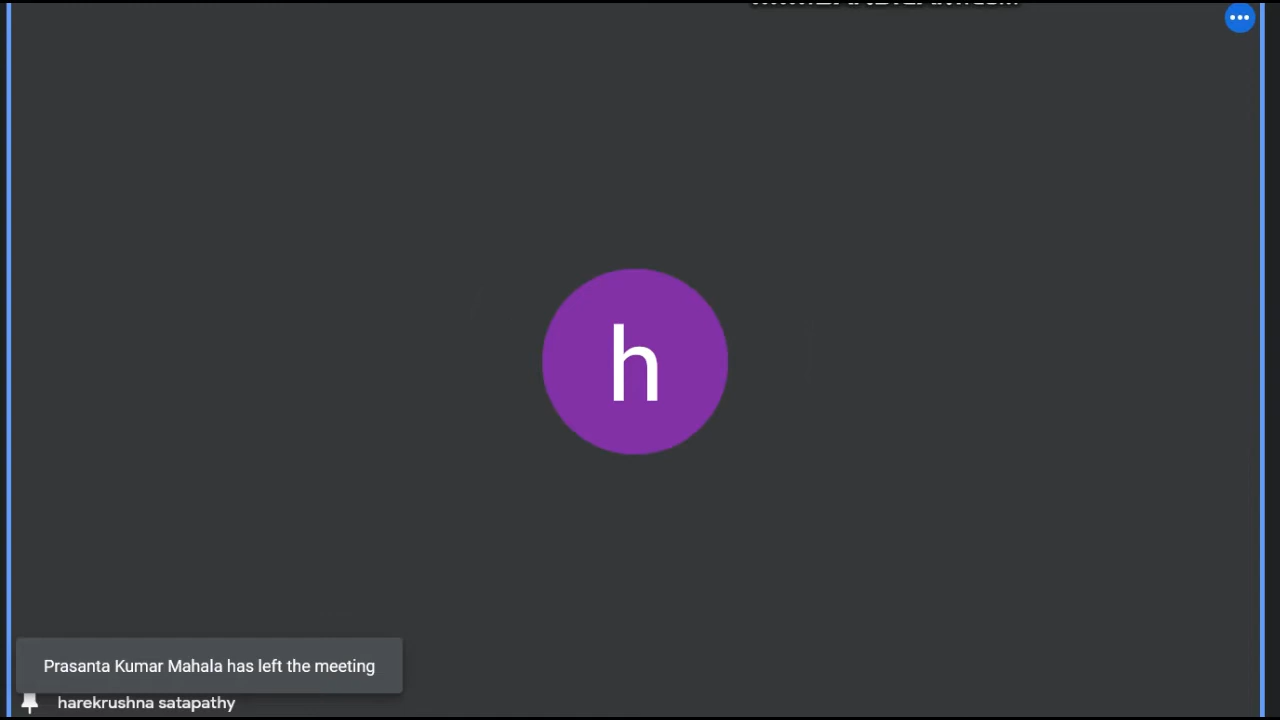 h
Prasanta Kumar Mahala has left the meeting
harekrushna satapathy